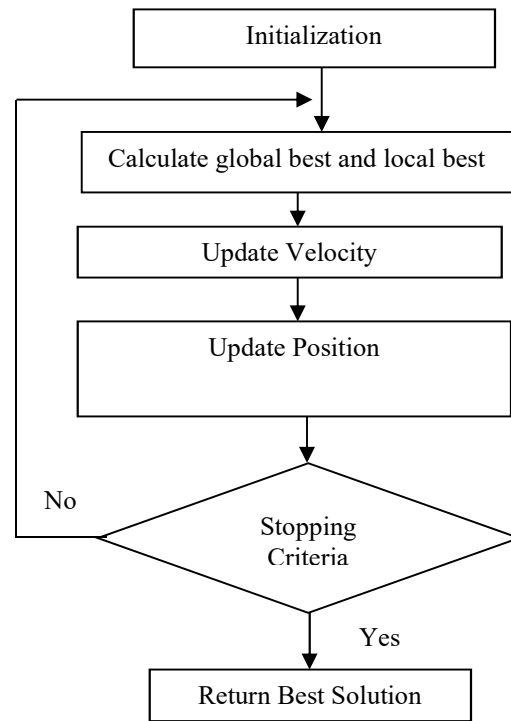 Initialization
Calculate global best and local best
Update Velocity
Update Position
No
Stopping
Criteria
Yes
Return Best Solution